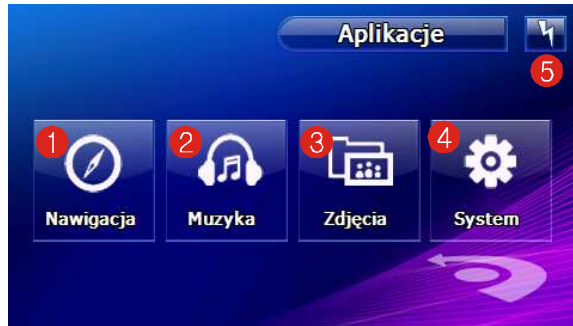 Aplikacje
5
1
2
3
4
Nawigacja
Muzyka
Zdjęcia
System